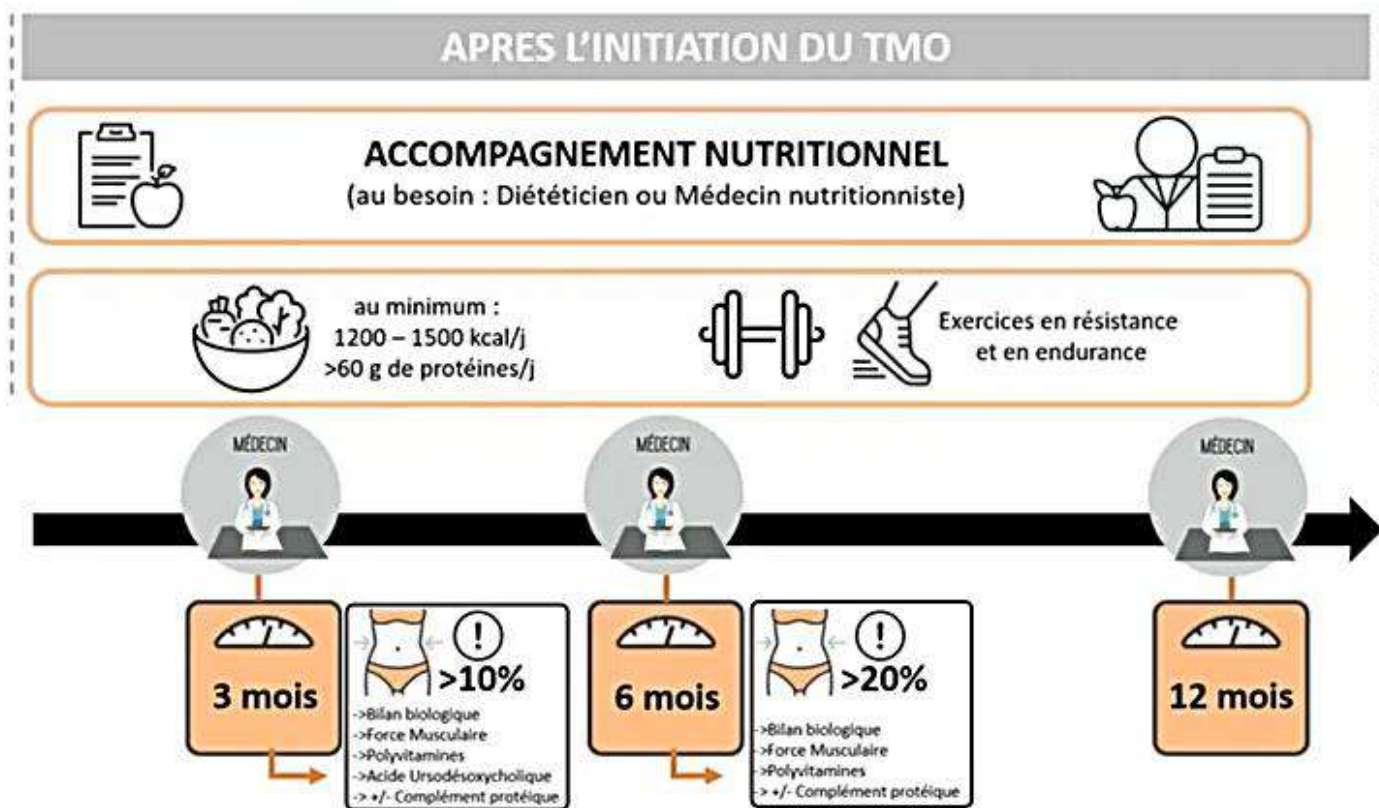 APRES L'INITIATION DU TMO
ACCOMPAGNEMENT NUTRITIONNEL
(au besoin : Diététicien ou Médecin nutritionniste)
au minimum :
1200 – 1500 kcal/j
>60 g de protéines/j
Exercices en résistance
et en endurance
MÉDECIN
MÉDECIN
MÉDECIN
3 mois
!
>10%
->Bilan biologique
->Force Musculaire
->Polyvitamines
->Acide Ursodésoxycholique
-> +/- Complément protéique
6 mois
!
>20%
->Bilan biologique
->Force Musculaire
->Polyvitamines
-> +/- Complément protéique
12 mois